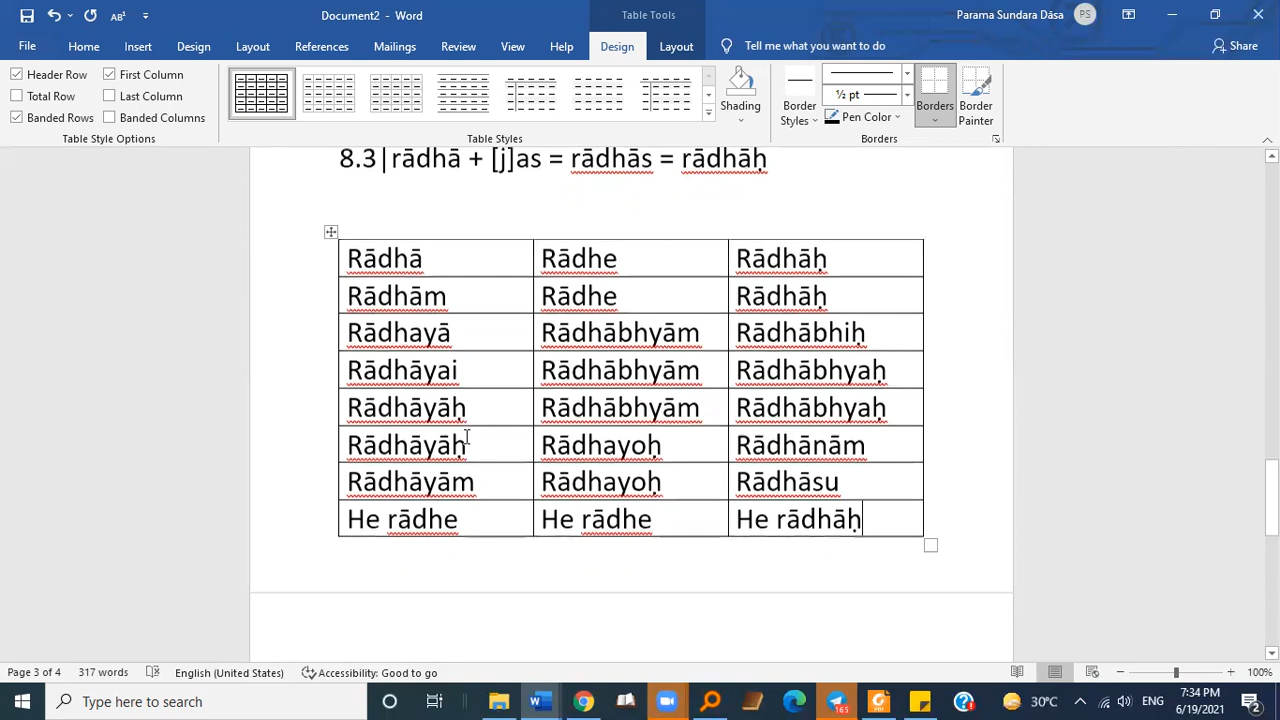 Document2 - Word
Table Tools
Parama Sundara Dāsa
PS
File Home Insert Design Layout References Mailings Review View Help Design Layout Tell me what you want to do Share
Header Row First Column
Total Row Last Column
Banded Rows Banded Columns
Table Style Options
Table Styles
Shading
Border Styles
½ pt
Pen Color
Borders
Border Painter
Borders
8.3|rādhā + [j]as = rādhās = rādhāḥ
Rādhā Rādhe Rādhāḥ
Rādhām Rādhe Rādhāḥ
Rādhayā Rādhābhyām Rādhābhiḥ
Rādhāyai Rādhābhyām Rādhābhyaḥ
Rādhāyāḥ Rādhābhyām Rādhābhyaḥ
Rādhāyāḥ Rādhayoḥ Rādhānām
Rādhāyām Rādhayoḥ Rādhāsu
He rādhe He rādhe He rādhāḥ
Page 3 of 4 317 words English (United States) Accessibility: Good to go 100%
Type here to search
165
30°C
ENG
7:34 PM
6/19/2021
2